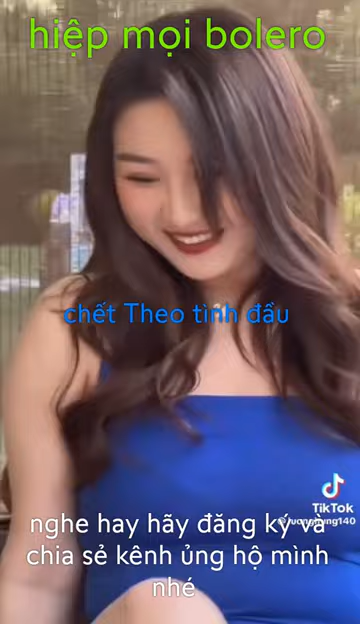 hiệp mọi bolero
chết Theo tình đầu
TikTok
nghe hay hãy đăng ký và
chia sẻ kênh ủng hộ mình
nhé